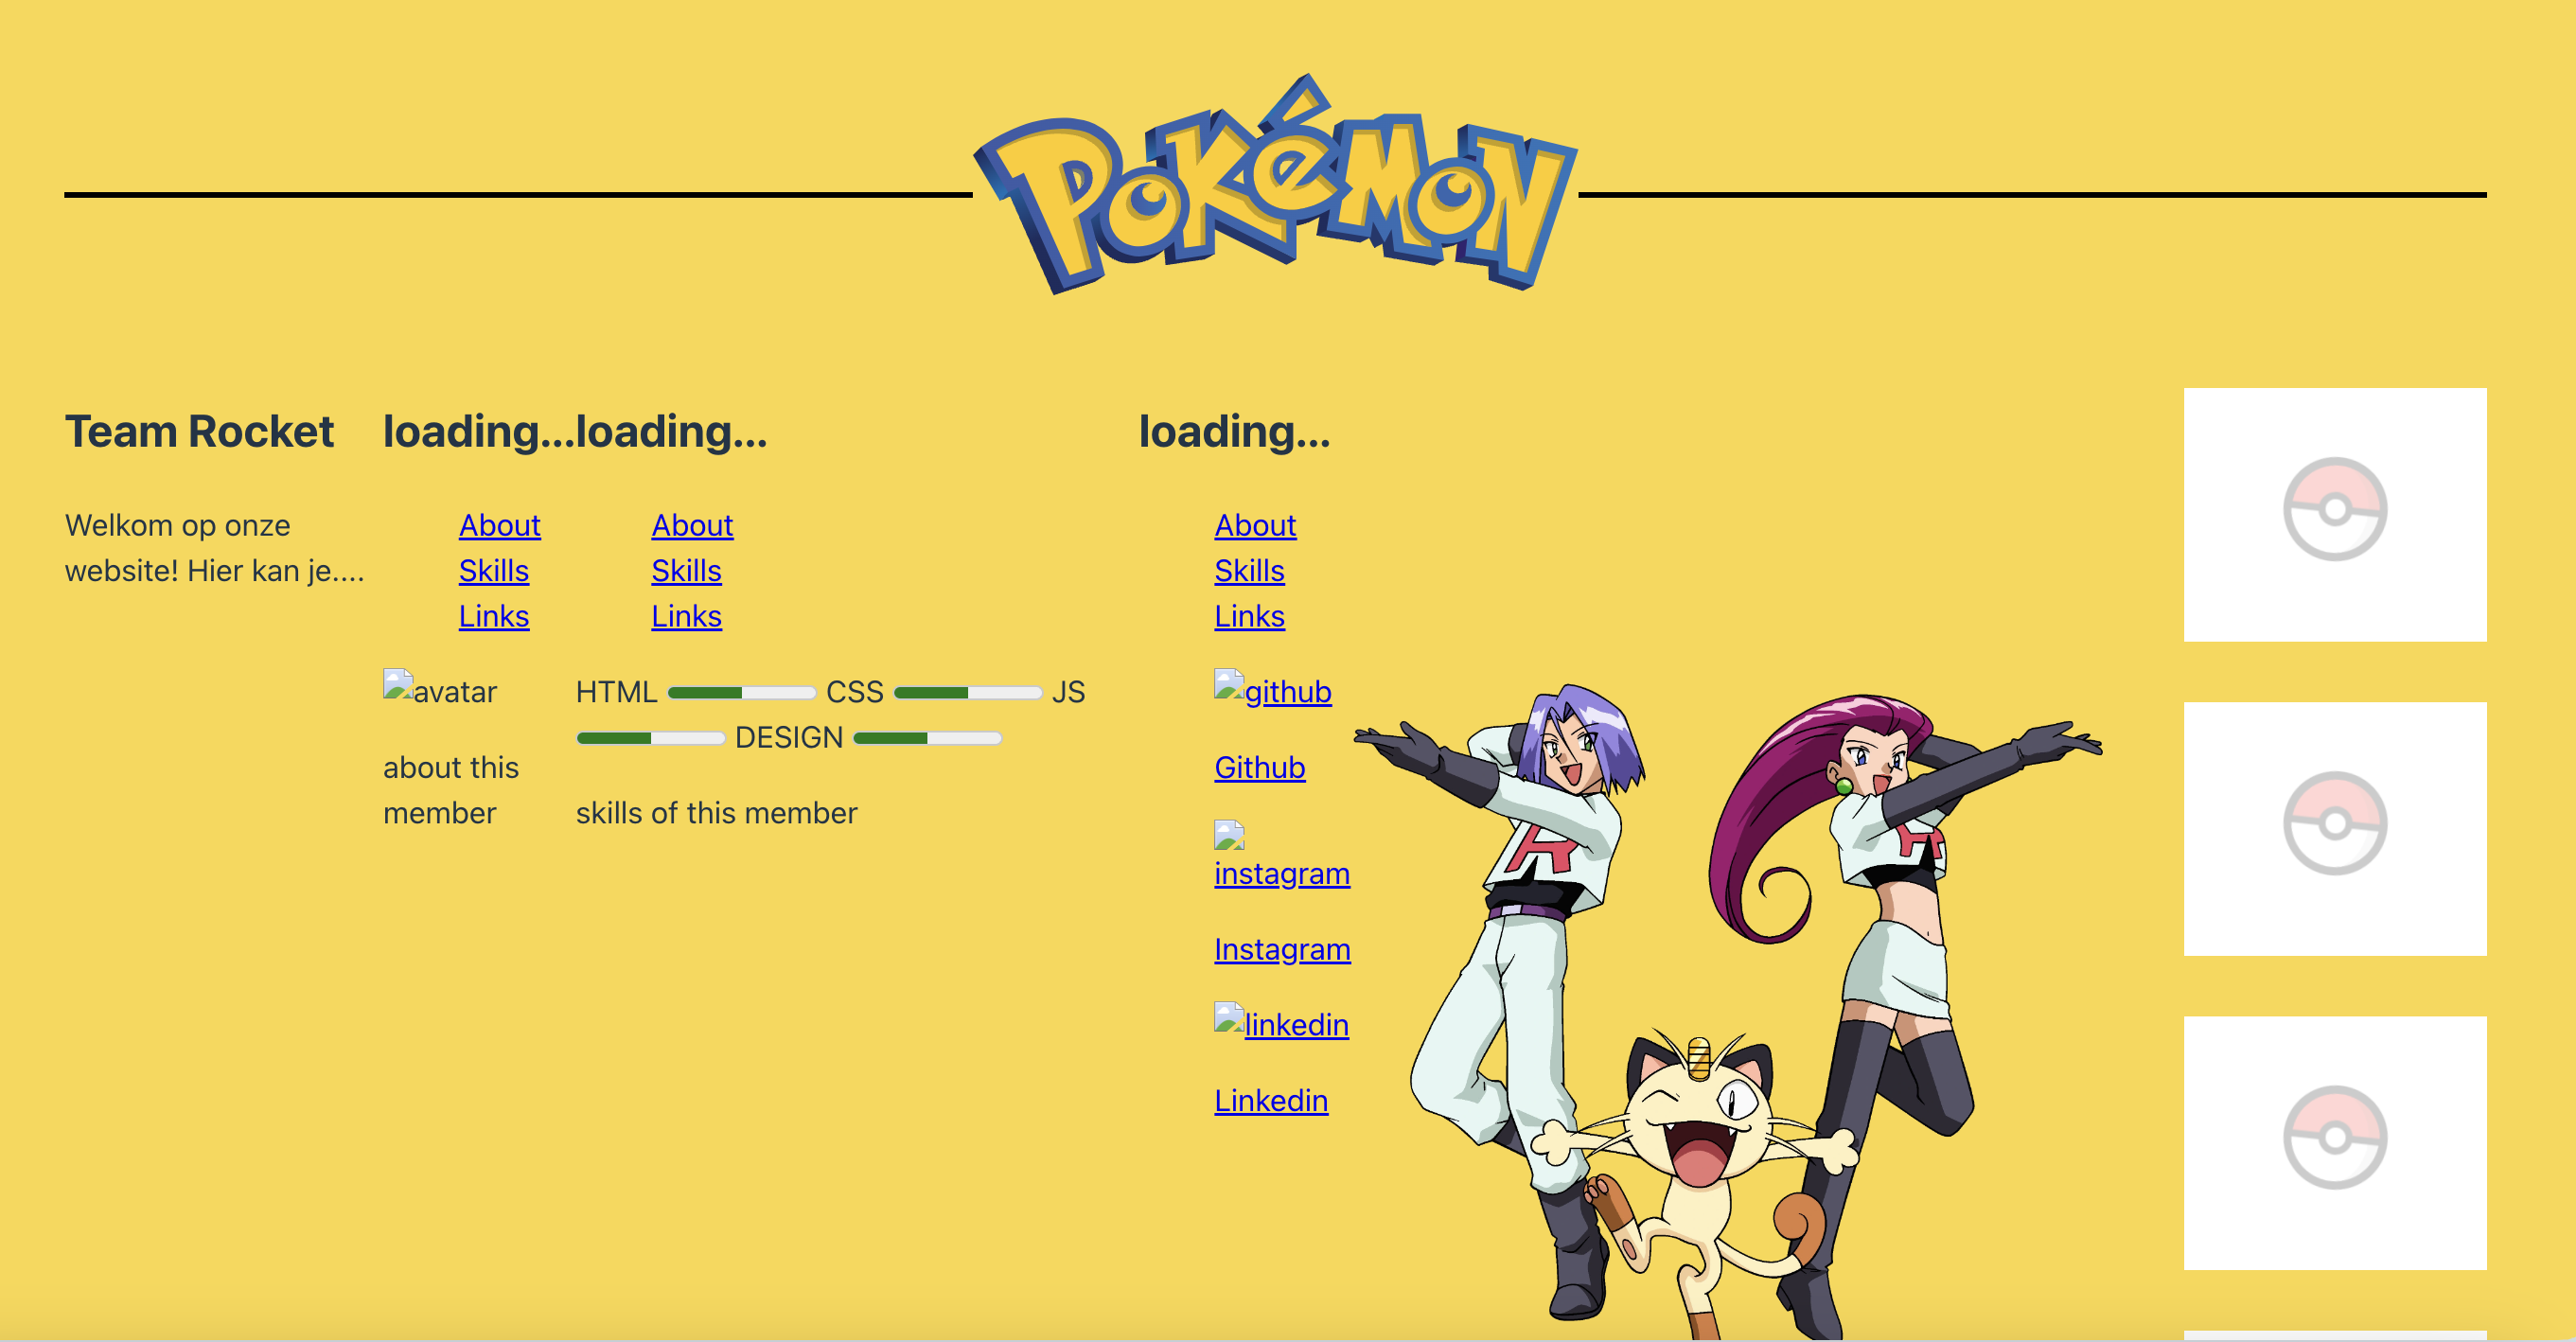 POKéMON
Team Rocket
Welkom op onze
website! Hier kan je....
loading...
About
Skills
Links
avatar
about this
member
loading...
About
Skills
Links
HTML CSS JS
DESIGN
skills of this member
loading...
About
Skills
Links
github
Github
instagram
Instagram
linkedin
Linkedin
R
R